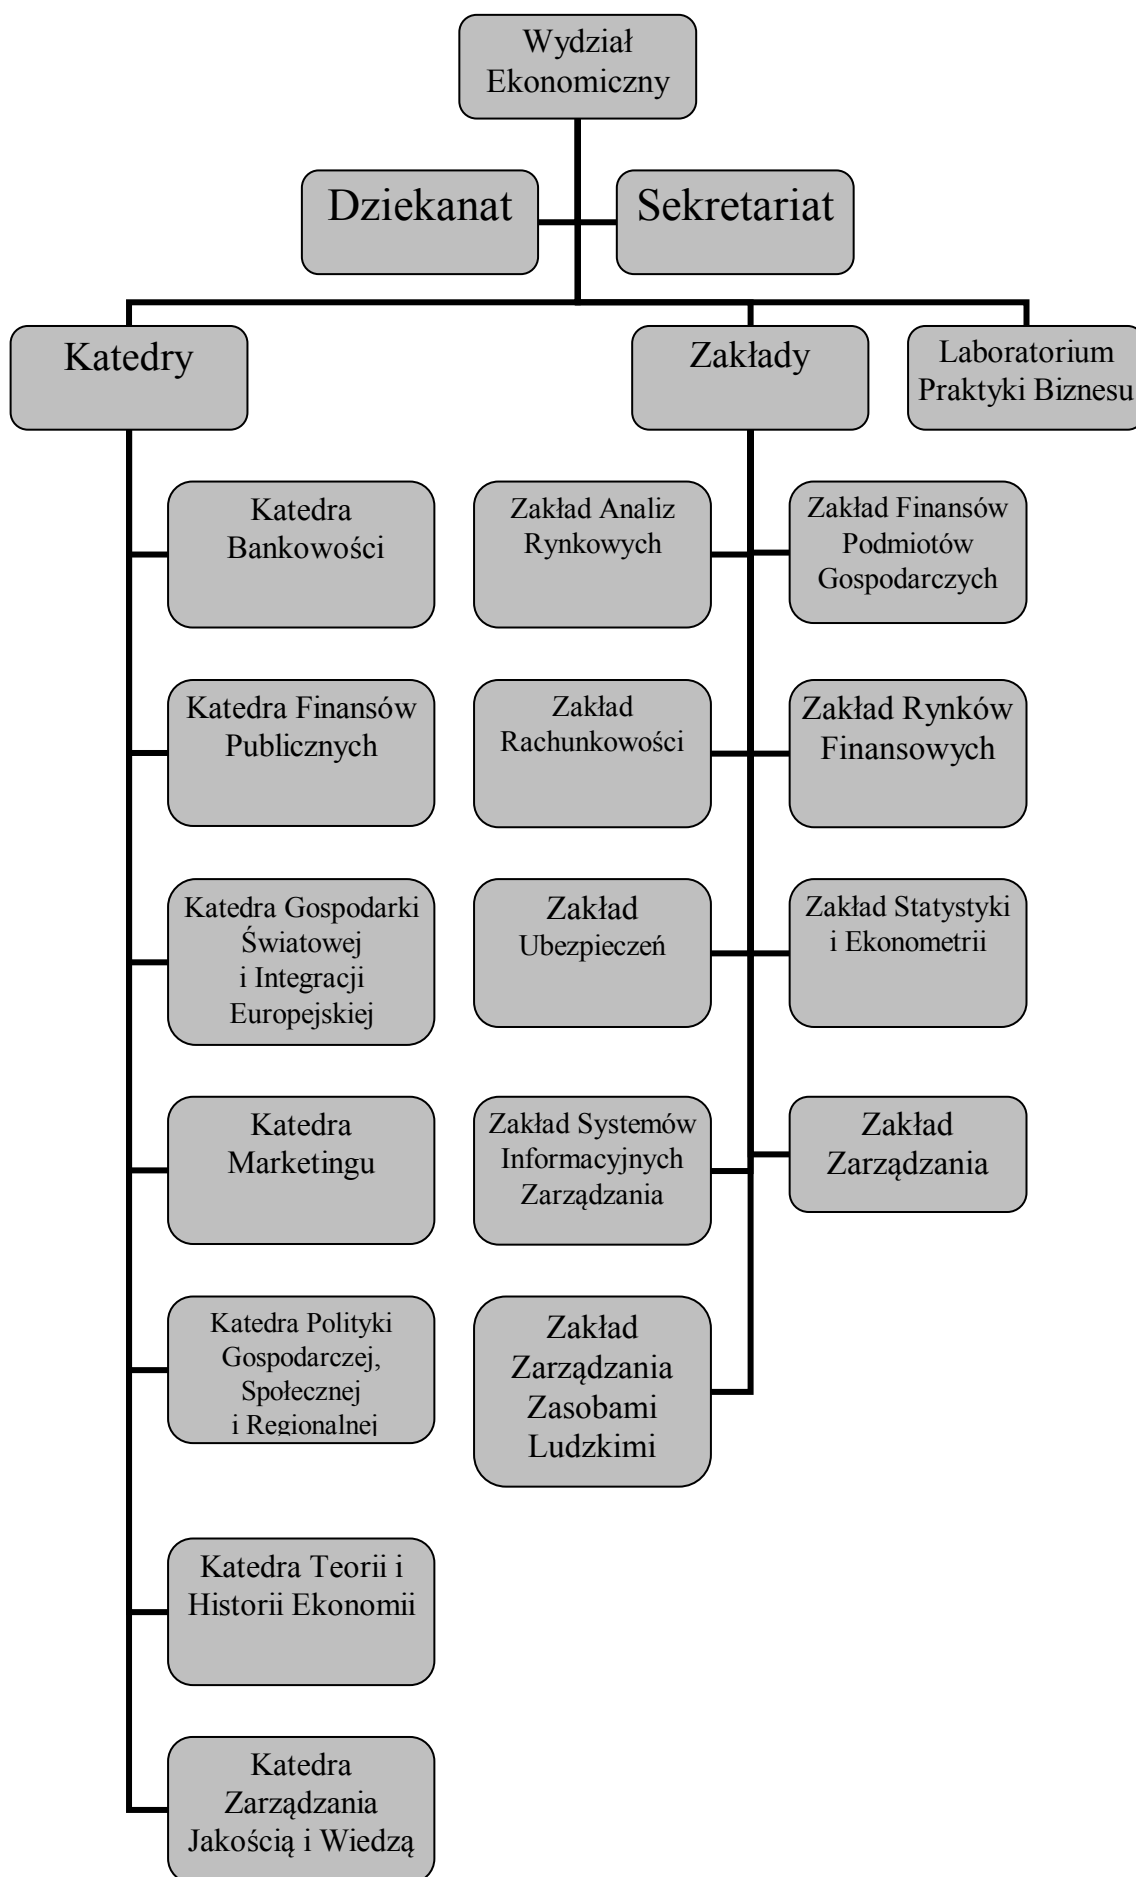 Wydział
Ekonomiczny
Dziekanat
Sekretariat
Katedry
Zakłady
Laboratorium
Praktyki Biznesu
Katedra
Bankowości
Zakład Analiz
Rynkowych
Zakład Finansów
Podmiotów
Gospodarczych
Katedra Finansów
Publicznych
Zakład
Rachunkowości
Zakład Rynków
Finansowych
Katedra Gospodarki
Światowej
i Integracji
Europejskiej
Zakład
Ubezpieczeń
Zakład Statystyki
i Ekonometrii
Katedra
Marketingu
Zakład Systemów
Informacyjnych
Zarządzania
Zakład
Zarządzania
Katedra Polityki
Gospodarczej,
Społecznej
i Regionalnej
Zakład
Zarządzania
Zasobami
Ludzkimi
Katedra Teorii i
Historii Ekonomii
Katedra
Zarządzania
Jakością i Wiedzą